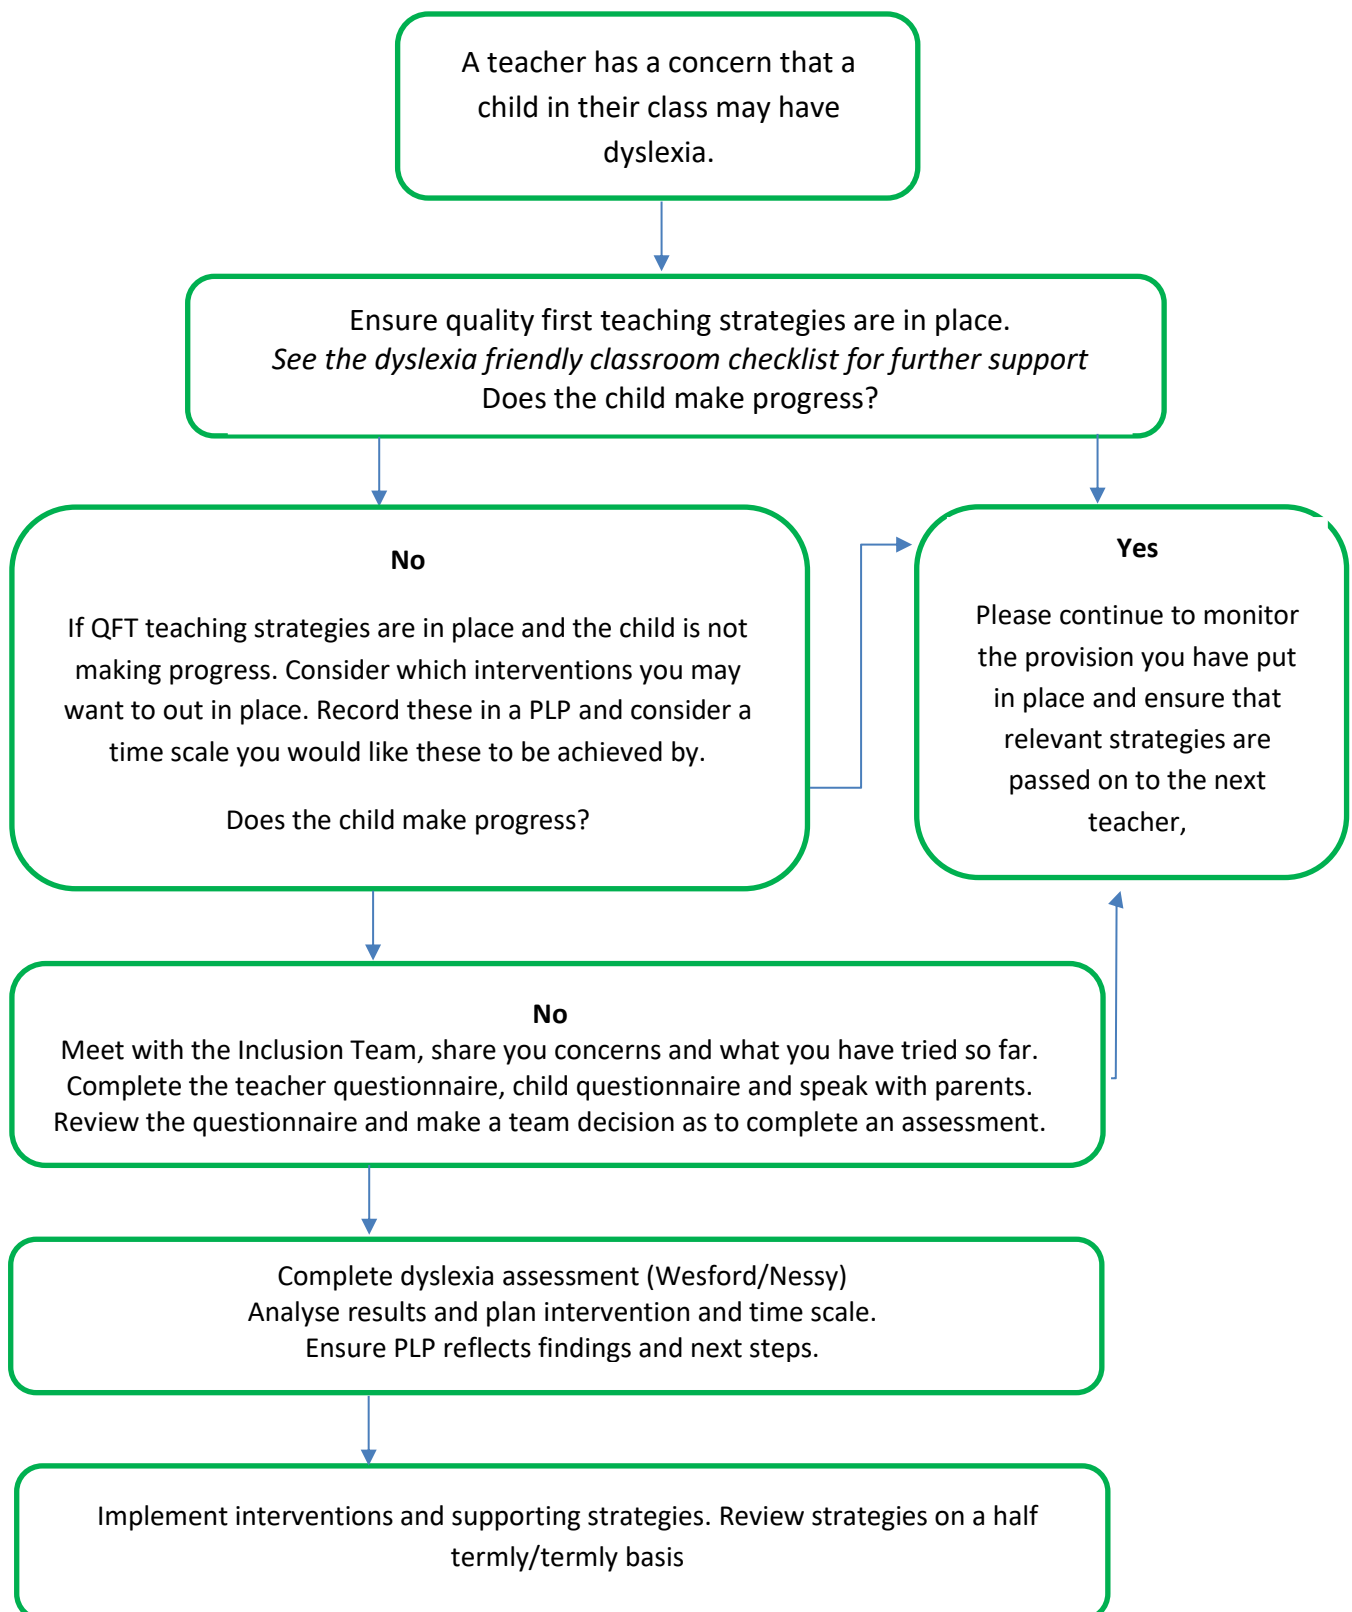 A teacher has a concern that a
child in their class may have
dyslexia.
Ensure quality first teaching strategies are in place.
See the dyslexia friendly classroom checklist for further support
Does the child make progress?
No
If QFT teaching strategies are in place and the child is not
making progress. Consider which interventions you may
want to out in place. Record these in a PLP and consider a
time scale you would like these to be achieved by.
Does the child make progress?
Yes
Please continue to monitor
the provision you have put
in place and ensure that
relevant strategies are
passed on to the next
teacher,
No
Meet with the Inclusion Team, share you concerns and what you have tried so far.
Complete the teacher questionnaire, child questionnaire and speak with parents.
Review the questionnaire and make a team decision as to complete an assessment.
Complete dyslexia assessment (Wesford/Nessy)
Analyse results and plan intervention and time scale.
Ensure PLP reflects findings and next steps.
Implement interventions and supporting strategies. Review strategies on a half
termly/termly basis